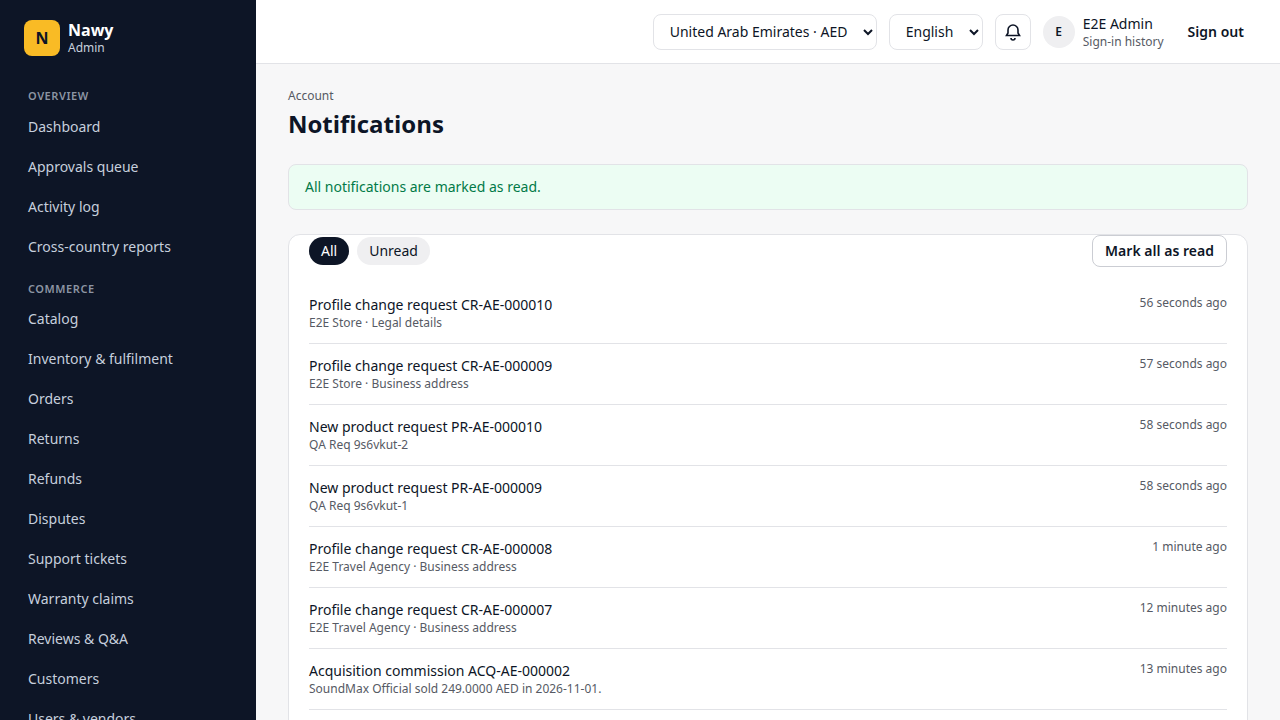 N
Nawy
Admin
OVERVIEW
Dashboard
Approvals queue
Activity log
Cross-country reports
COMMERCE
Catalog
Inventory & fulfilment
Orders
Returns
Refunds
Disputes
Support tickets
Warranty claims
Reviews & Q&A
Customers
Users & vendors
United Arab Emirates · AED
English
E
E2E Admin
Sign-in history
Sign out
Account
Notifications
All notifications are marked as read.
All
Unread
Mark all as read
Profile change request CR-AE-000010
56 seconds ago
E2E Store · Legal details
Profile change request CR-AE-000009
57 seconds ago
E2E Store · Business address
New product request PR-AE-000010
58 seconds ago
QA Req 9s6vkut-2
New product request PR-AE-000009
58 seconds ago
QA Req 9s6vkut-1
Profile change request CR-AE-000008
1 minute ago
E2E Travel Agency · Business address
Profile change request CR-AE-000007
12 minutes ago
E2E Travel Agency · Business address
Acquisition commission ACQ-AE-000002
13 minutes ago
SoundMax Official sold 249.0000 AED in 2026-11-01.